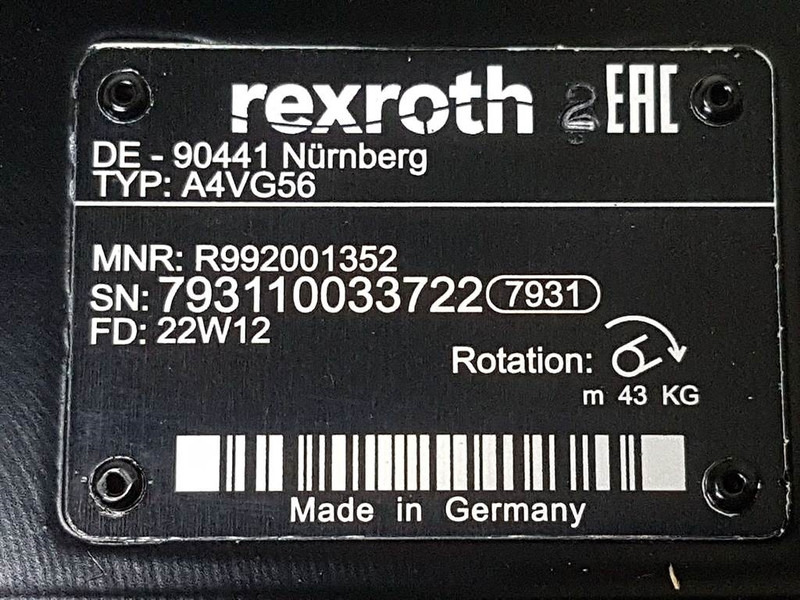 rexroth 2 EAC
DE - 90441 Nürnberg
TYP: A4VG56
MNR: R992001352
SN: 793110033722 7931
FD: 22W12
Rotation:
m 43 KG
Made in Germany